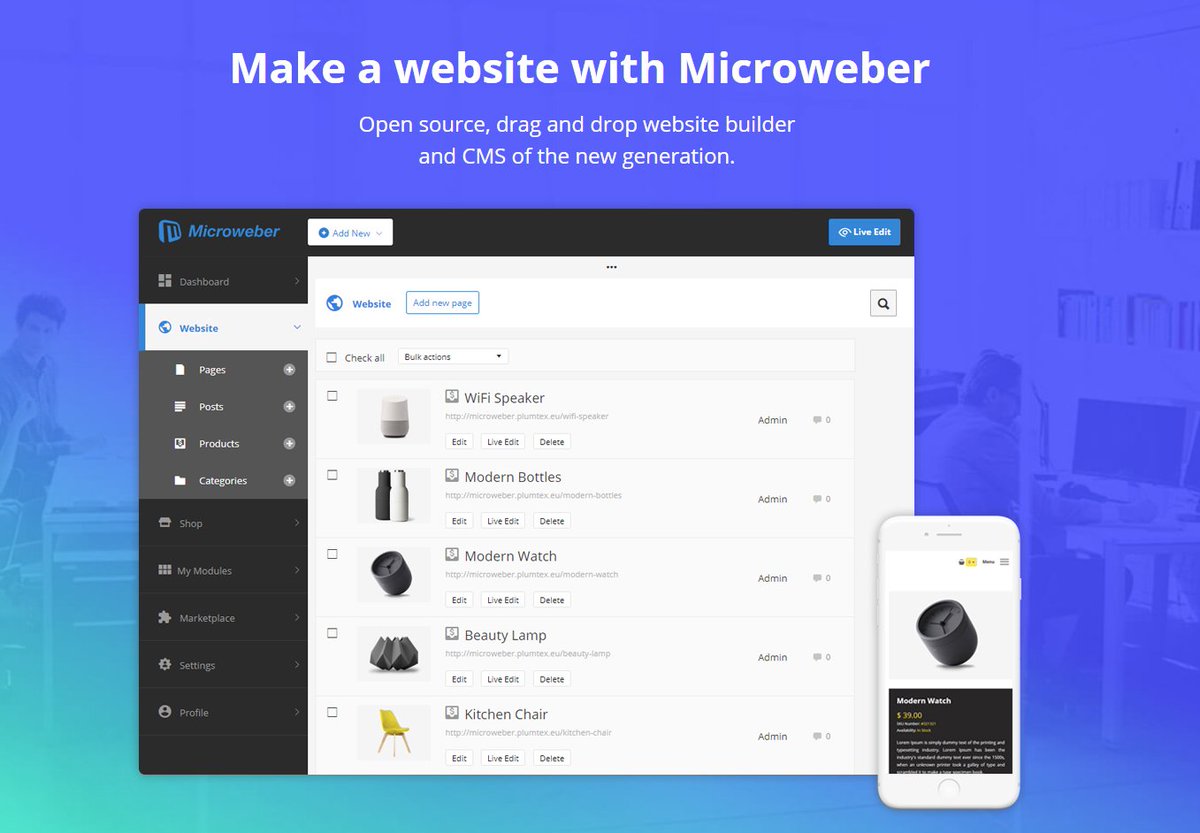 Make a website with Microweber
Open source, drag and drop website builder
and CMS of the new generation.
Microweber
Add New
Live Edit
Dashboard
Website
Pages
Posts
Products
Categories
Shop
My Modules
Marketplace
Settings
Profile
•••
Website
Add new page
Check all
Bulk actions
WiFi Speaker
http://microweber.plumtex.eu/wifi-speaker
Edit Live Edit Delete
Admin 0
Modern Bottles
http://microweber.plumtex.eu/modern-bottles
Edit Live Edit Delete
Admin 0
Modern Watch
http://microweber.plumtex.eu/modern-watch
Edit Live Edit Delete
Admin 0
Beauty Lamp
http://microweber.plumtex.eu/beauty-lamp
Edit Live Edit Delete
Admin 0
Kitchen Chair
http://microweber.plumtex.eu/kitchen-chair
Edit Live Edit Delete
Admin 0
Menu
Modern Watch
$ 39.00
SKU Number:
Availability: In Stock
Lorem Ipsum is simply dummy text of the printing and
typesetting industry. Lorem Ipsum has been the
industry's standard dummy text ever since the 1500s,
when an unknown printer took a galley of type and
scrambled it to make a type specimen book.